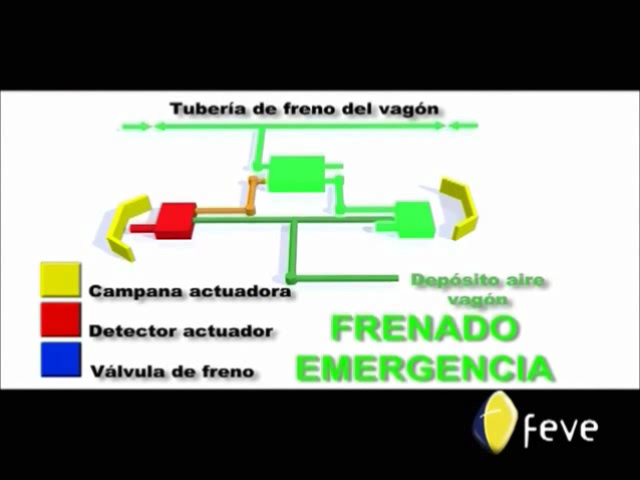 Tubería de freno del vagón
Campana actuadora
Detector actuador
Válvula de freno
Depósito aire
vagón
FRENADO
EMERGENCIA
feve